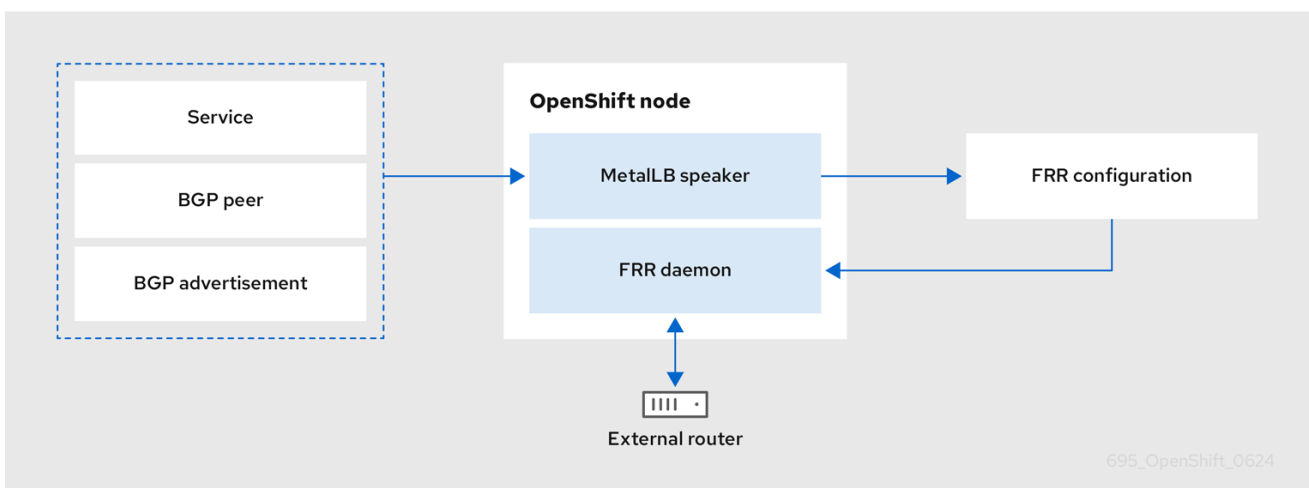 Service
BGP peer
BGP advertisement
OpenShift node
MetalLB speaker
FRR daemon
FRR configuration
External router
695_OpenShift_0624